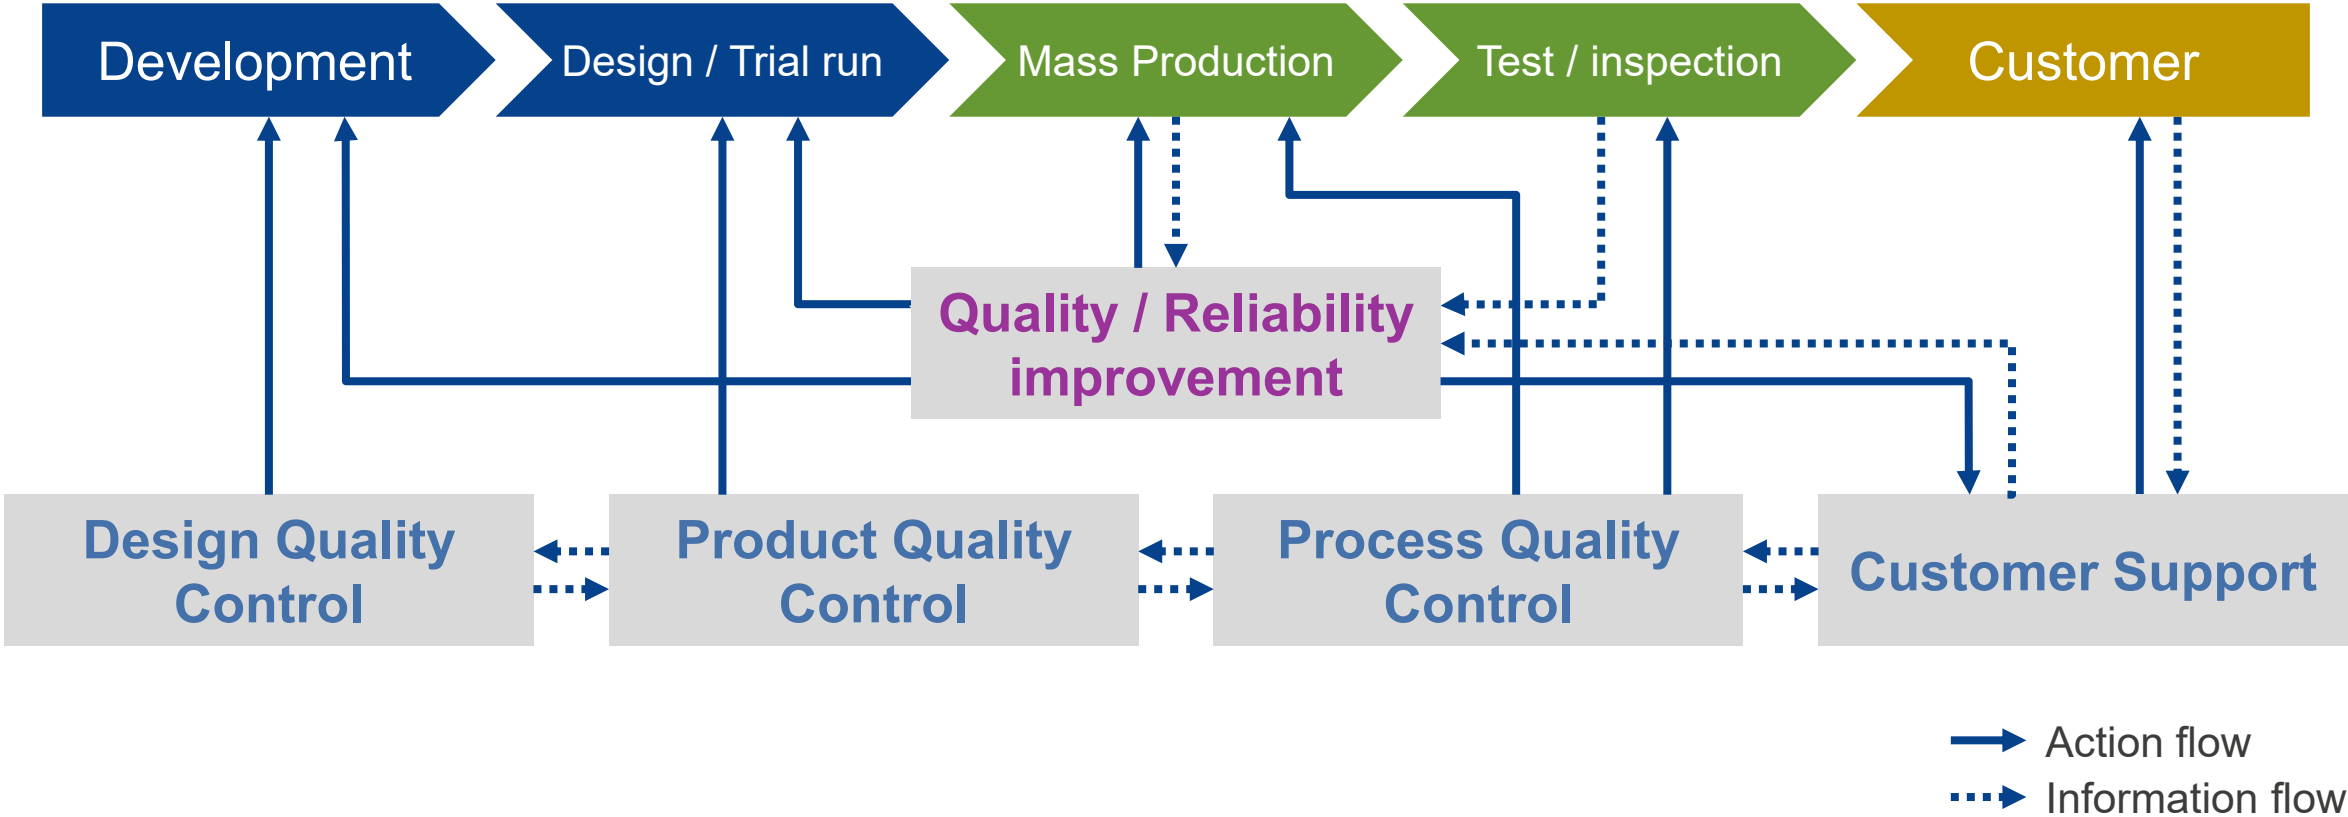 Development
Design / Trial run
Mass Production
Test / inspection
Customer
Quality / Reliability
improvement
Design Quality
Control
Product Quality
Control
Process Quality
Control
Customer Support
Action flow
Information flow